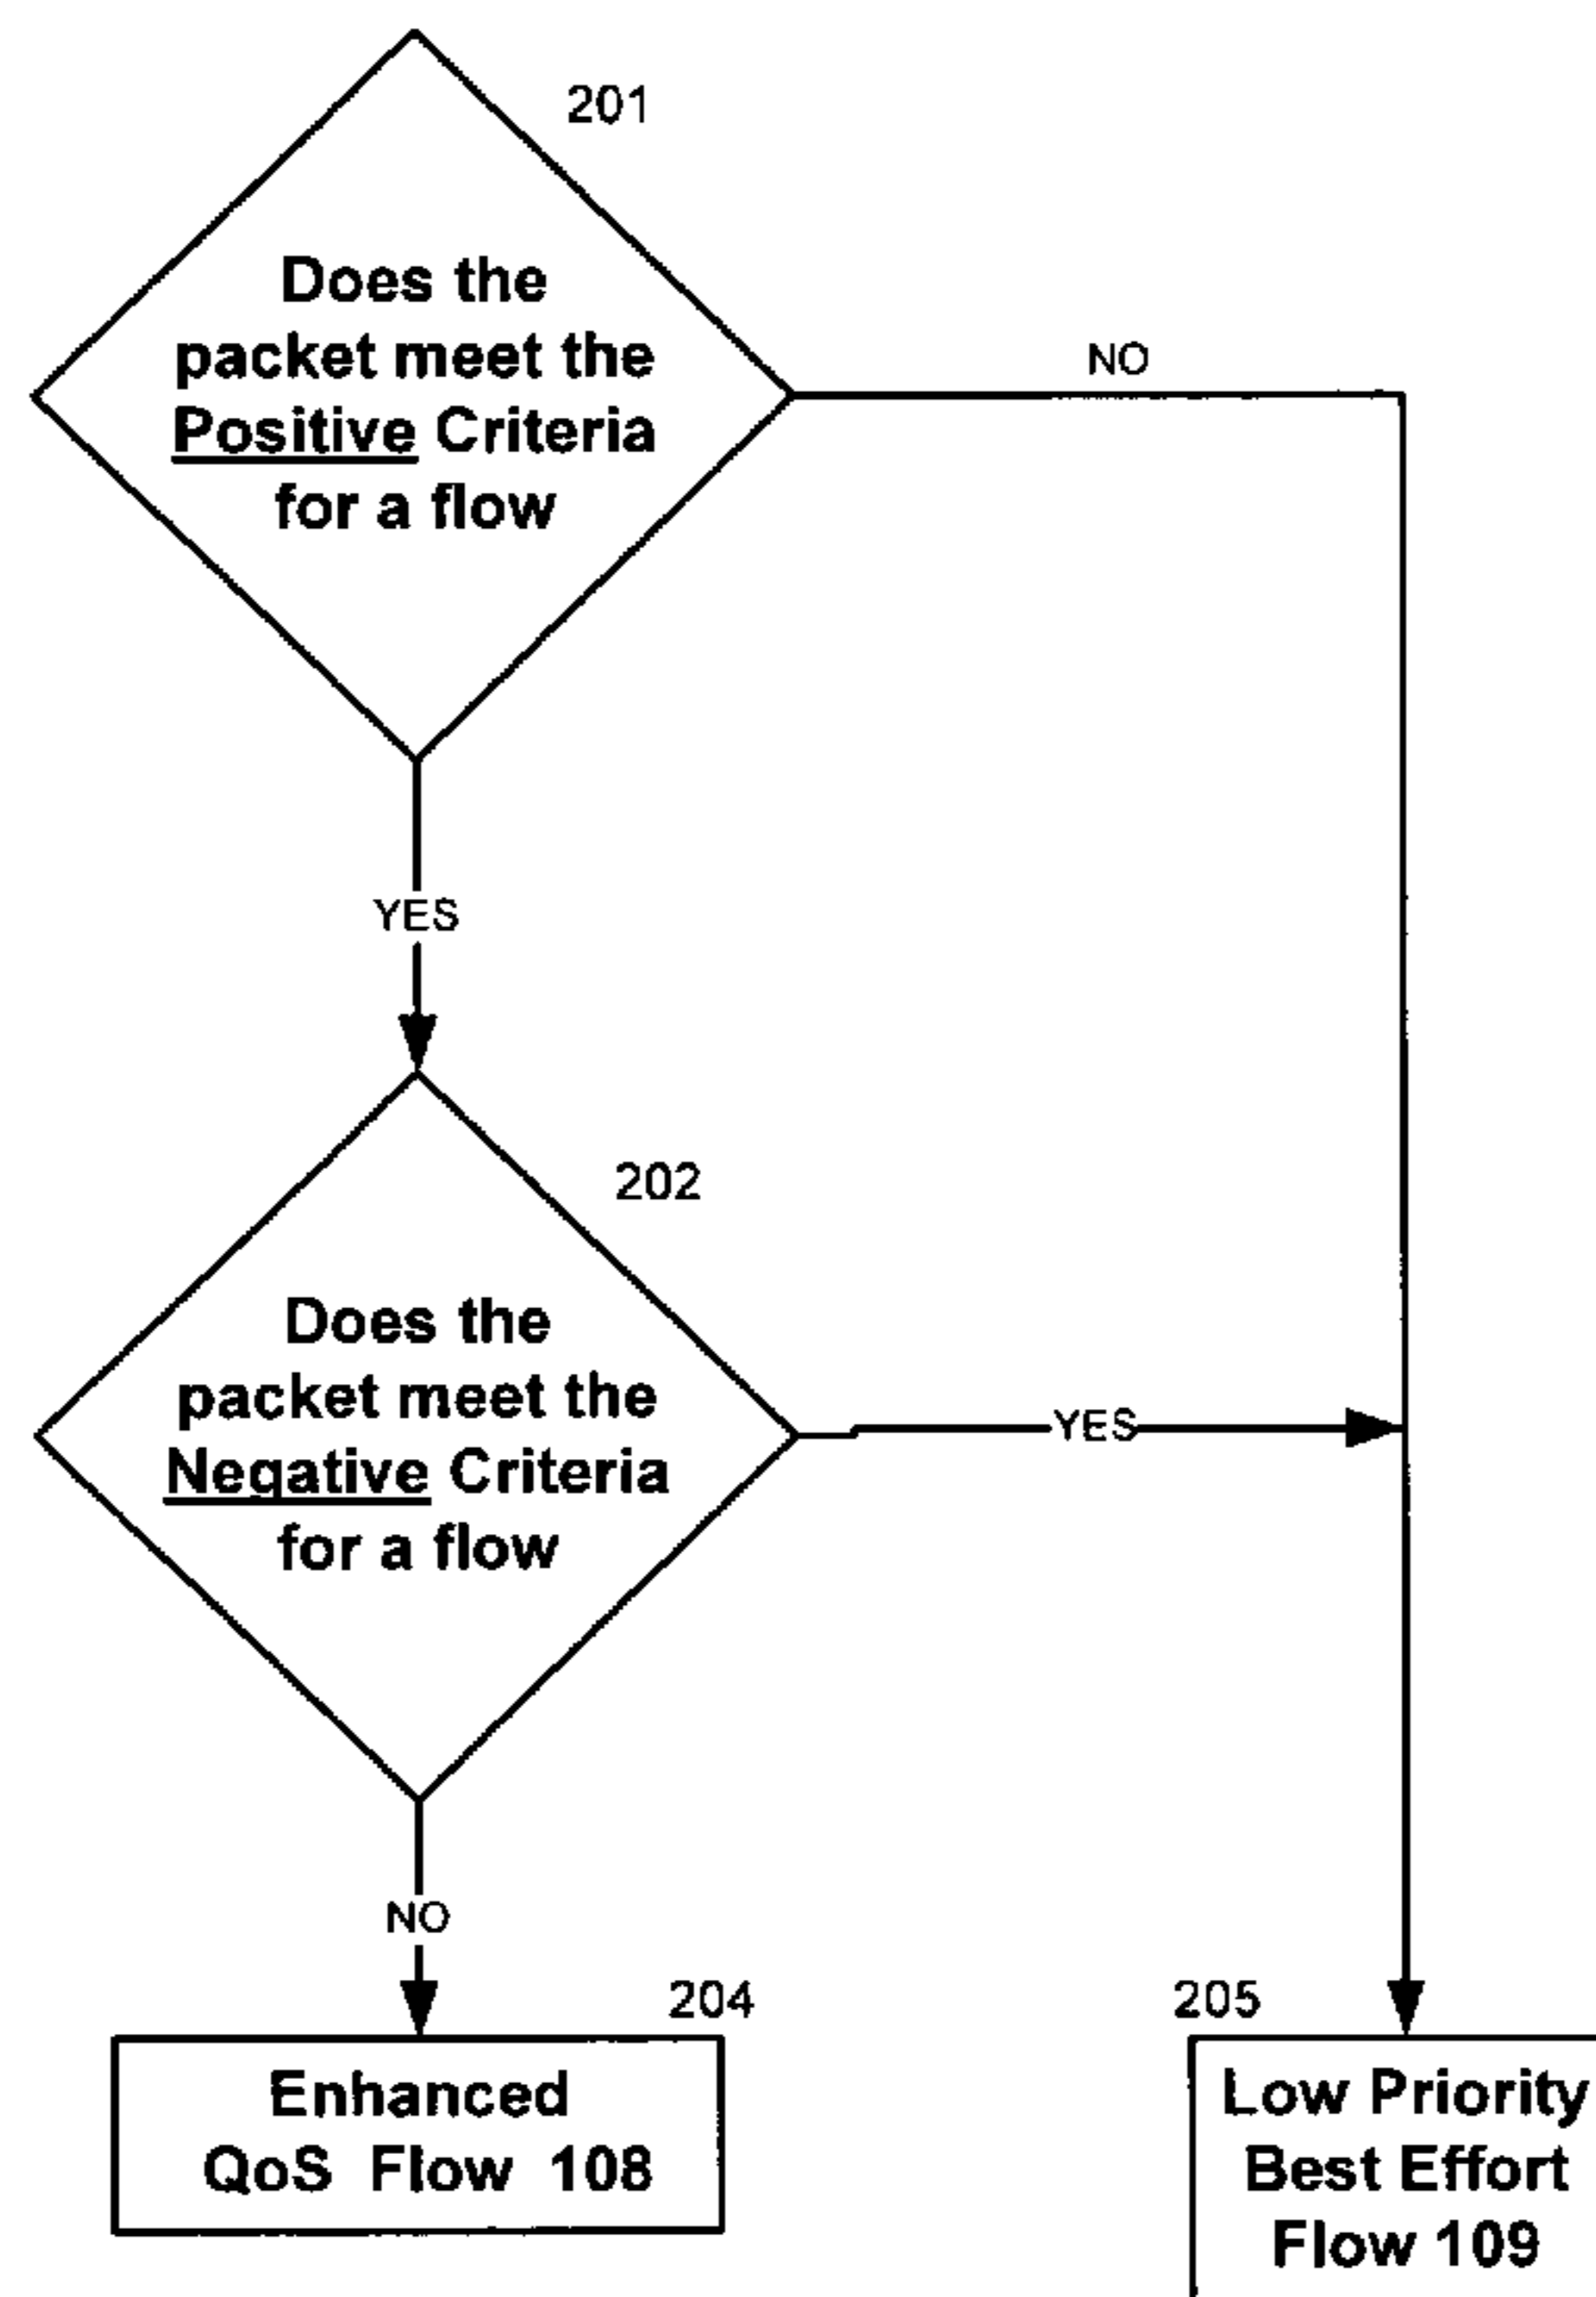 201
Does the
packet meet the
Positive Criteria
for a flow
NO
YES
202
Does the
packet meet the
Negative Criteria
for a flow
YES
NO
204
Enhanced
QoS Flow 108
205
Low Priority
Best Effort
Flow 109